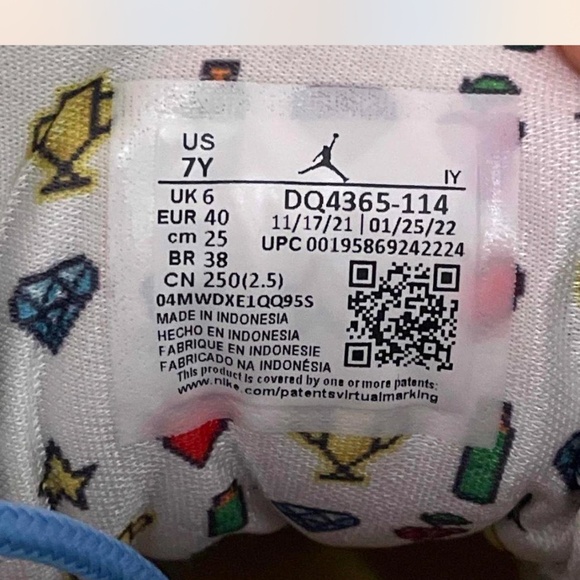 US
7Y
IY
UK 6
EUR 40
cm 25
BR 38
CN 250(2.5)
DQ4365-114
11/17/21 | 01/25/22
UPC 00195869242224
04MWDXE1QQ95S
MADE IN INDONESIA
HECHO EN INDONESIA
FABRIQUE EN INDONESIE
FABRICADO NA INDONÉSIA
This product is covered by one or more patents:
www.nike.com/patentsvirtualmarking